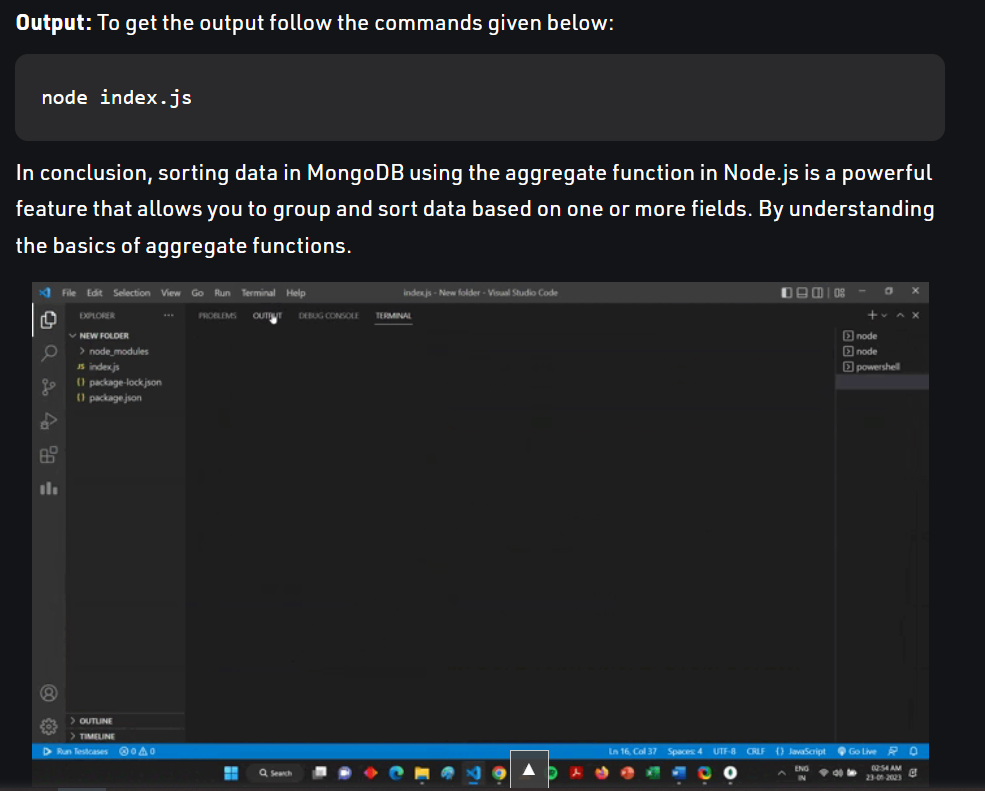 Output: To get the output follow the commands given below:
node index.js
In conclusion, sorting data in MongoDB using the aggregate function in Node.js is a powerful
feature that allows you to group and sort data based on one or more fields. By understanding
the basics of aggregate functions.
File Edit Selection View Go Run Terminal Help index.js - New folder - Visual Studio Code
EXPLORER ... PROBLEMS OUTPUT DEBUG CONSOLE TERMINAL
NEW FOLDER
node_modules
JS index.js
{} package-lock.json
{} package.json
node
node
powershell
OUTLINE
TIMELINE
Run Testcases 0 0 Ln 16, Col 37 Spaces: 4 UTF-8 CRLF {} JavaScript Go Live
Search ENG IN 02:54 AM 23-01-2023